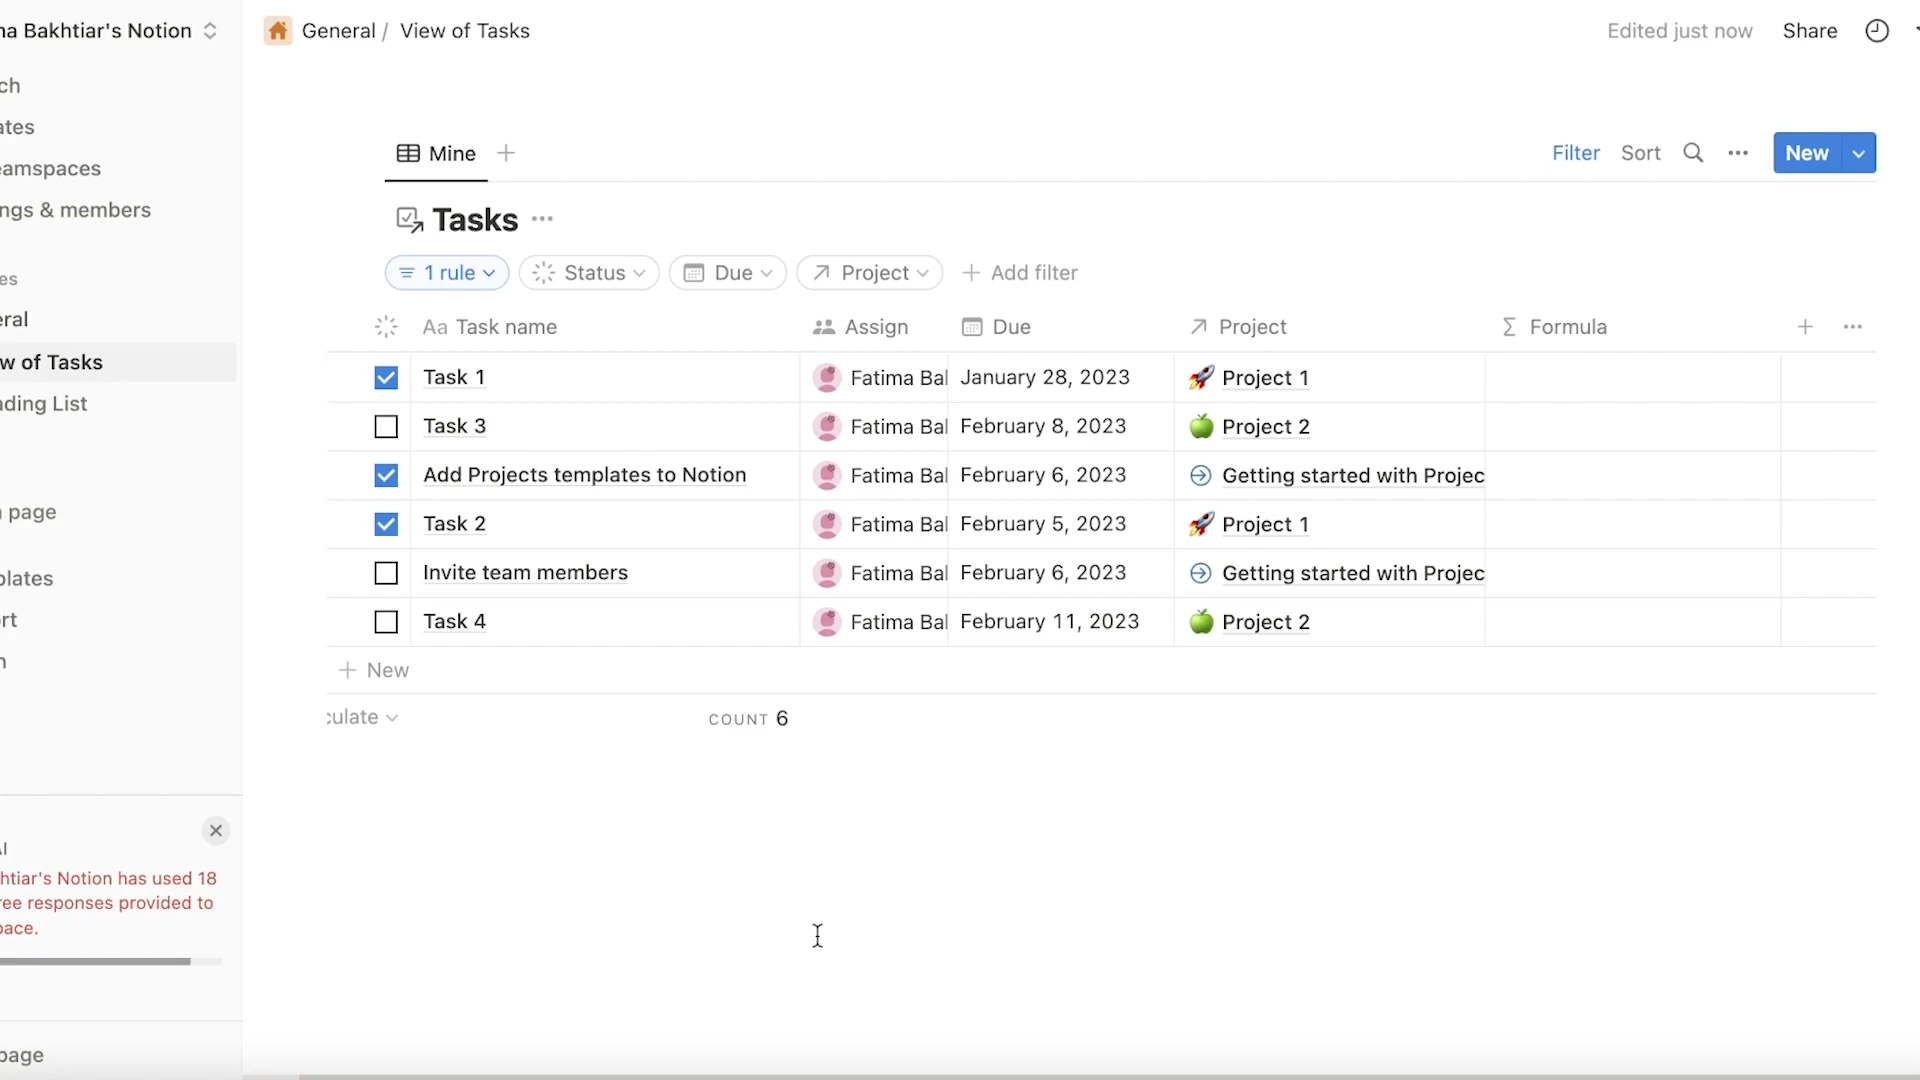 na Bakhtiar's Notion
General / View of Tasks
Edited just now
Share
ch
ates
eamspaces
ngs & members
es
eral
w of Tasks
ading List
page
plates
rt
n
Mine
Filter
Sort
New
Tasks
1 rule
Status
Due
Project
Add filter
Aa Task name
Assign
Due
Project
Σ Formula
Task 1 Fatima Bal January 28, 2023 Project 1
Task 3 Fatima Bal February 8, 2023 Project 2
Add Projects templates to Notion Fatima Bal February 6, 2023 Getting started with Projec
Task 2 Fatima Bal February 5, 2023 Project 1
Invite team members Fatima Bal February 6, 2023 Getting started with Projec
Task 4 Fatima Bal February 11, 2023 Project 2
+ New
culate
COUNT 6
AI
htiar's Notion has used 18
ree responses provided to
pace.
page